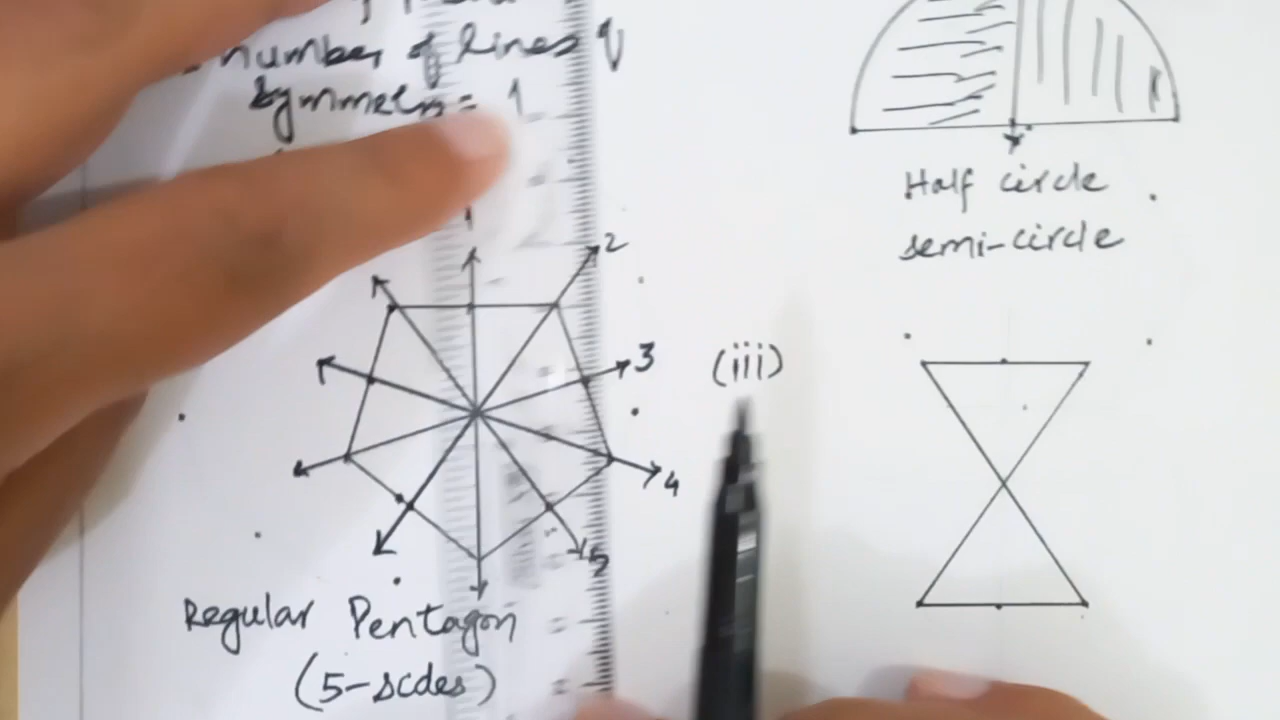 number of lines of
symmetry = 1
1
2
3
4
5
Regular Pentagon
(5-sides)
Half circle
semi-circle
(iii)